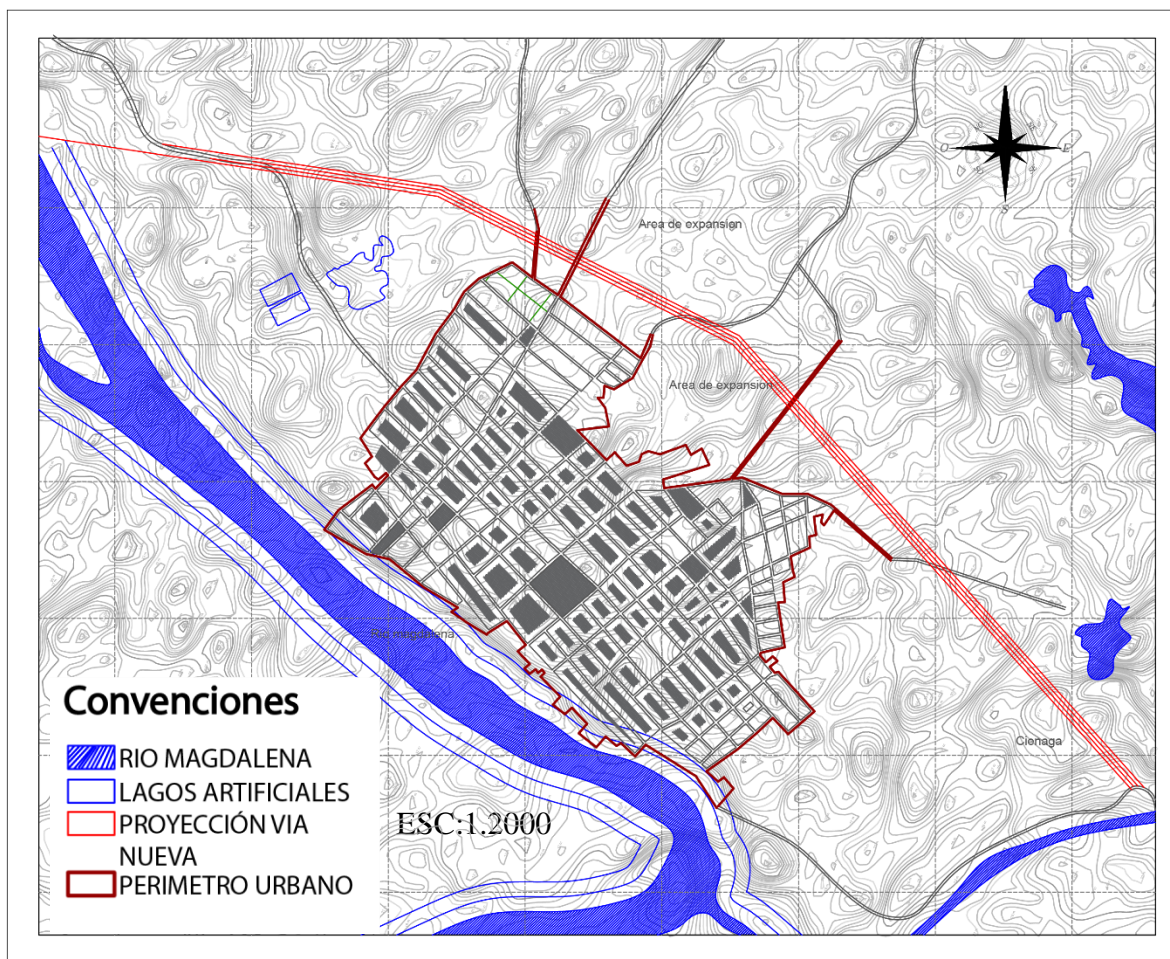 O
E
S
Area de expansion
Area de expansion
magdalena
Cienaga
Convenciones
RIO MAGDALENA
LAGOS ARTIFICIALES
PROYECCIÓN VIA
NUEVA
PERIMETRO URBANO
ESC:1.2000